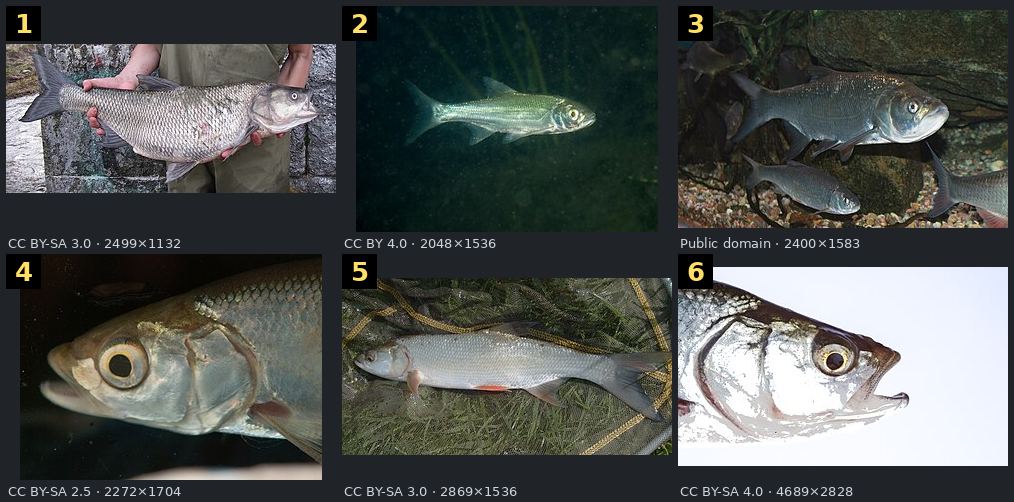 1
2
3
CC BY-SA 3.0 · 2499×1132
CC BY 4.0 · 2048×1536
Public domain · 2400×1583
4
5
6
CC BY-SA 2.5 · 2272×1704
CC BY-SA 3.0 · 2869×1536
CC BY-SA 4.0 · 4689×2828